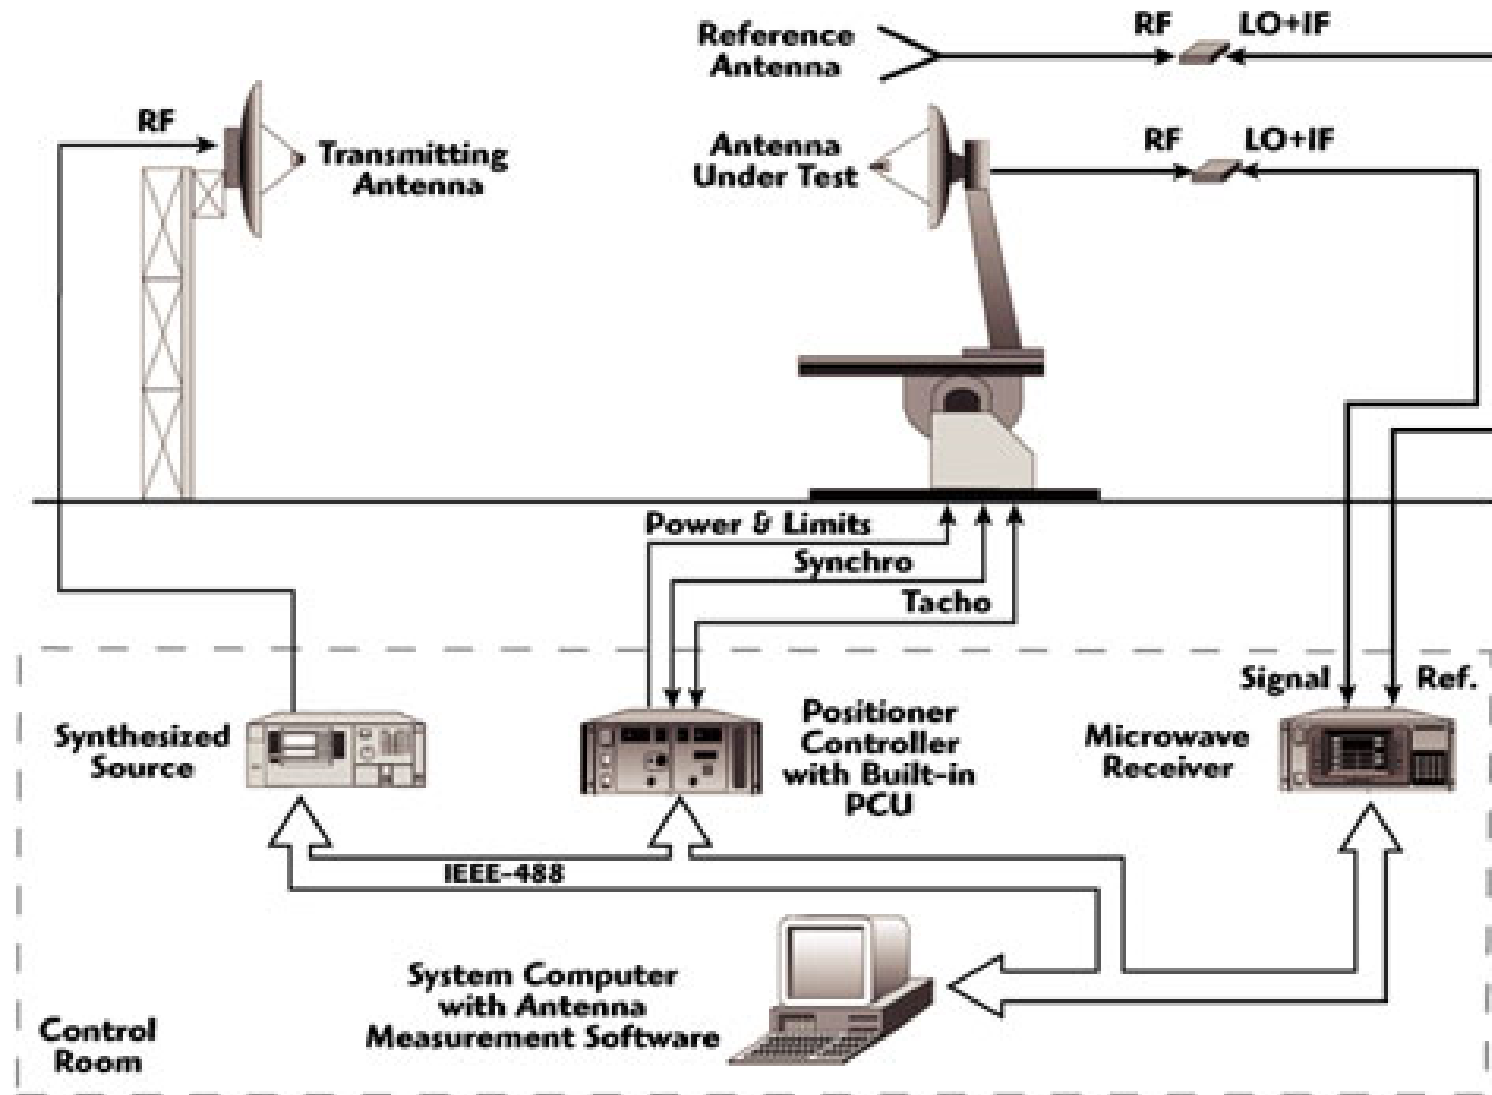 Reference
Antenna
RF
LO+IF
RF
Transmitting
Antenna
Antenna
Under Test
RF
LO+IF
Power & Limits
Synchro
Tacho
Signal
Ref.
Synthesized
Source
Positioner
Controller
with Built-in
PCU
Microwave
Receiver
IEEE-488
System Computer
with Antenna
Measurement Software
Control
Room